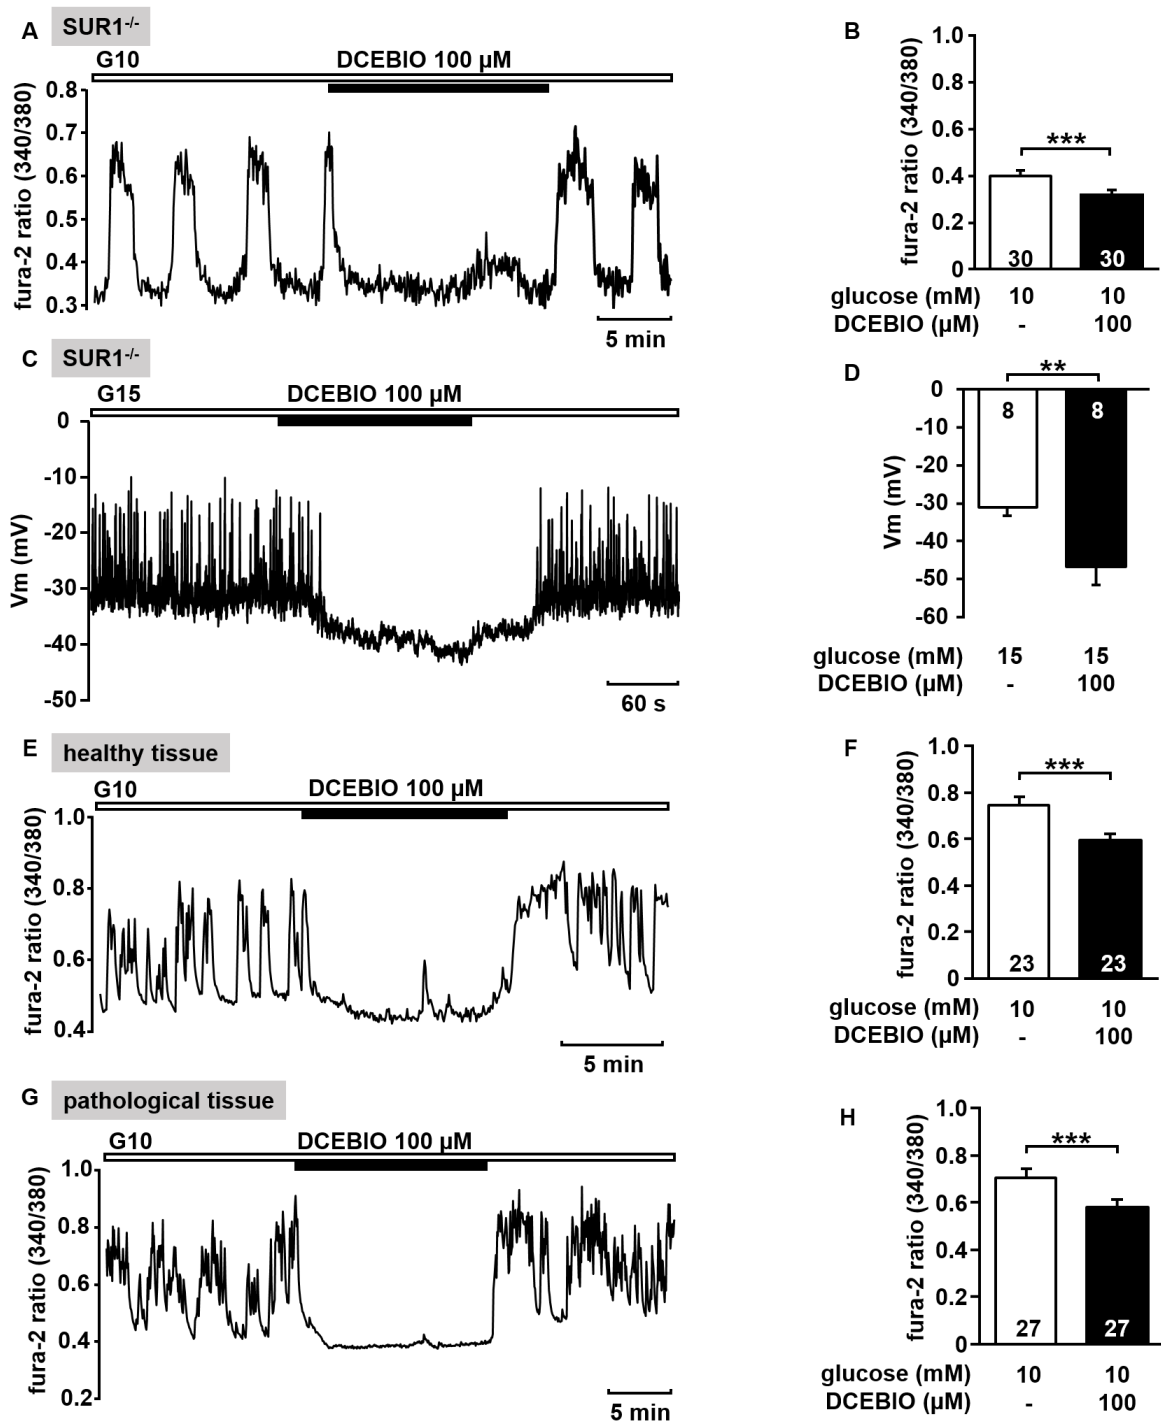 A SUR1-/-
G10 DCEBIO 100 µM
fura-2 ratio (340/380)
0.8
0.7
0.6
0.5
0.4
0.3
5 min
B
fura-2 ratio (340/380)
1.0
0.8
0.6
0.4
0.2
0
***
30 30
glucose (mM) 10 10
DCEBIO (µM) - 100
C SUR1-/-
G15 DCEBIO 100 µM
Vm (mV)
0
-10
-20
-30
-40
-50
60 s
D
Vm (mV)
**
0
-10
-20
-30
-40
-50
-60
8 8
glucose (mM) 15 15
DCEBIO (µM) - 100
E healthy tissue
G10 DCEBIO 100 µM
fura-2 ratio (340/380)
1.0
0.8
0.6
0.4
5 min
F
fura-2 ratio (340/380)
1.0
0.8
0.6
0.4
0.2
0
***
23 23
glucose (mM) 10 10
DCEBIO (µM) - 100
G pathological tissue
G10 DCEBIO 100 µM
fura-2 ratio (340/380)
1.0
0.8
0.6
0.4
0.2
5 min
H
fura-2 ratio (340/380)
1.0
0.8
0.6
0.4
0.2
0
***
27 27
glucose (mM) 10 10
DCEBIO (µM) - 100